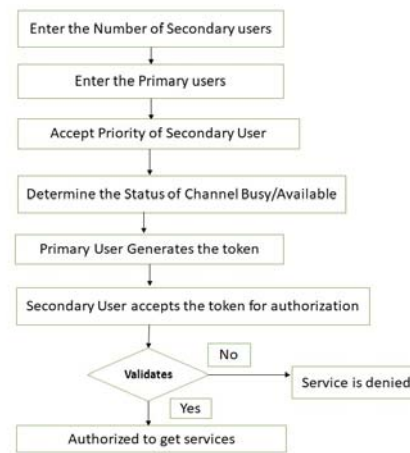 Enter the Number of Secondary users
Enter the Primary users
Accept Priority of Secondary User
Determine the Status of Channel Busy/Available
Primary User Generates the token
Secondary User accepts the token for authorization
Validates
No
Service is denied
Yes
Authorized to get services